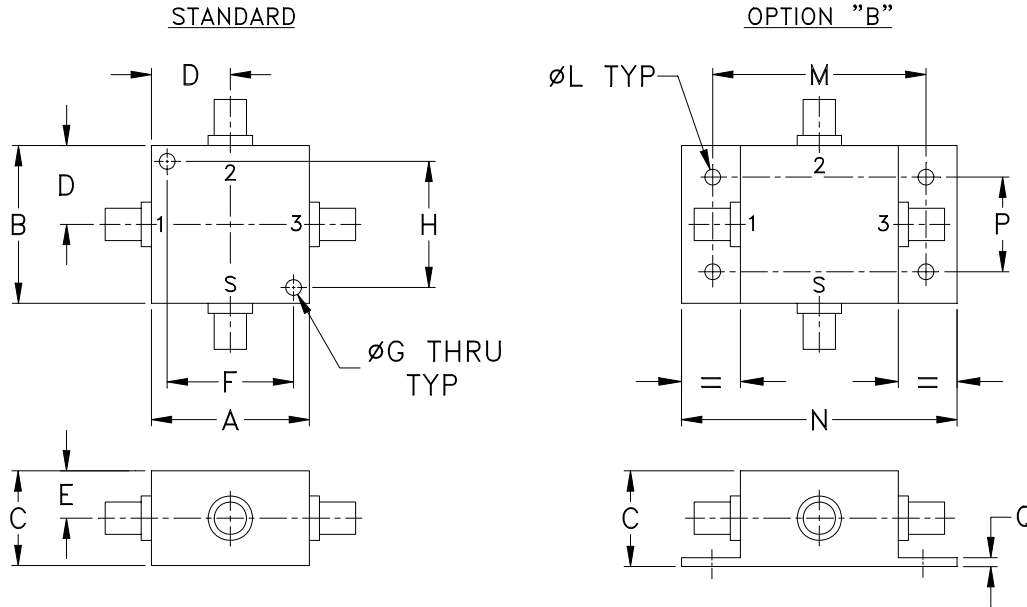 STANDARD
OPTION "B"
D
D
B
1
2
3
S
H
F
A
øG THRU
TYP
øL TYP
M
2
1
3
S
P
=
=
N
C
E
C
Q